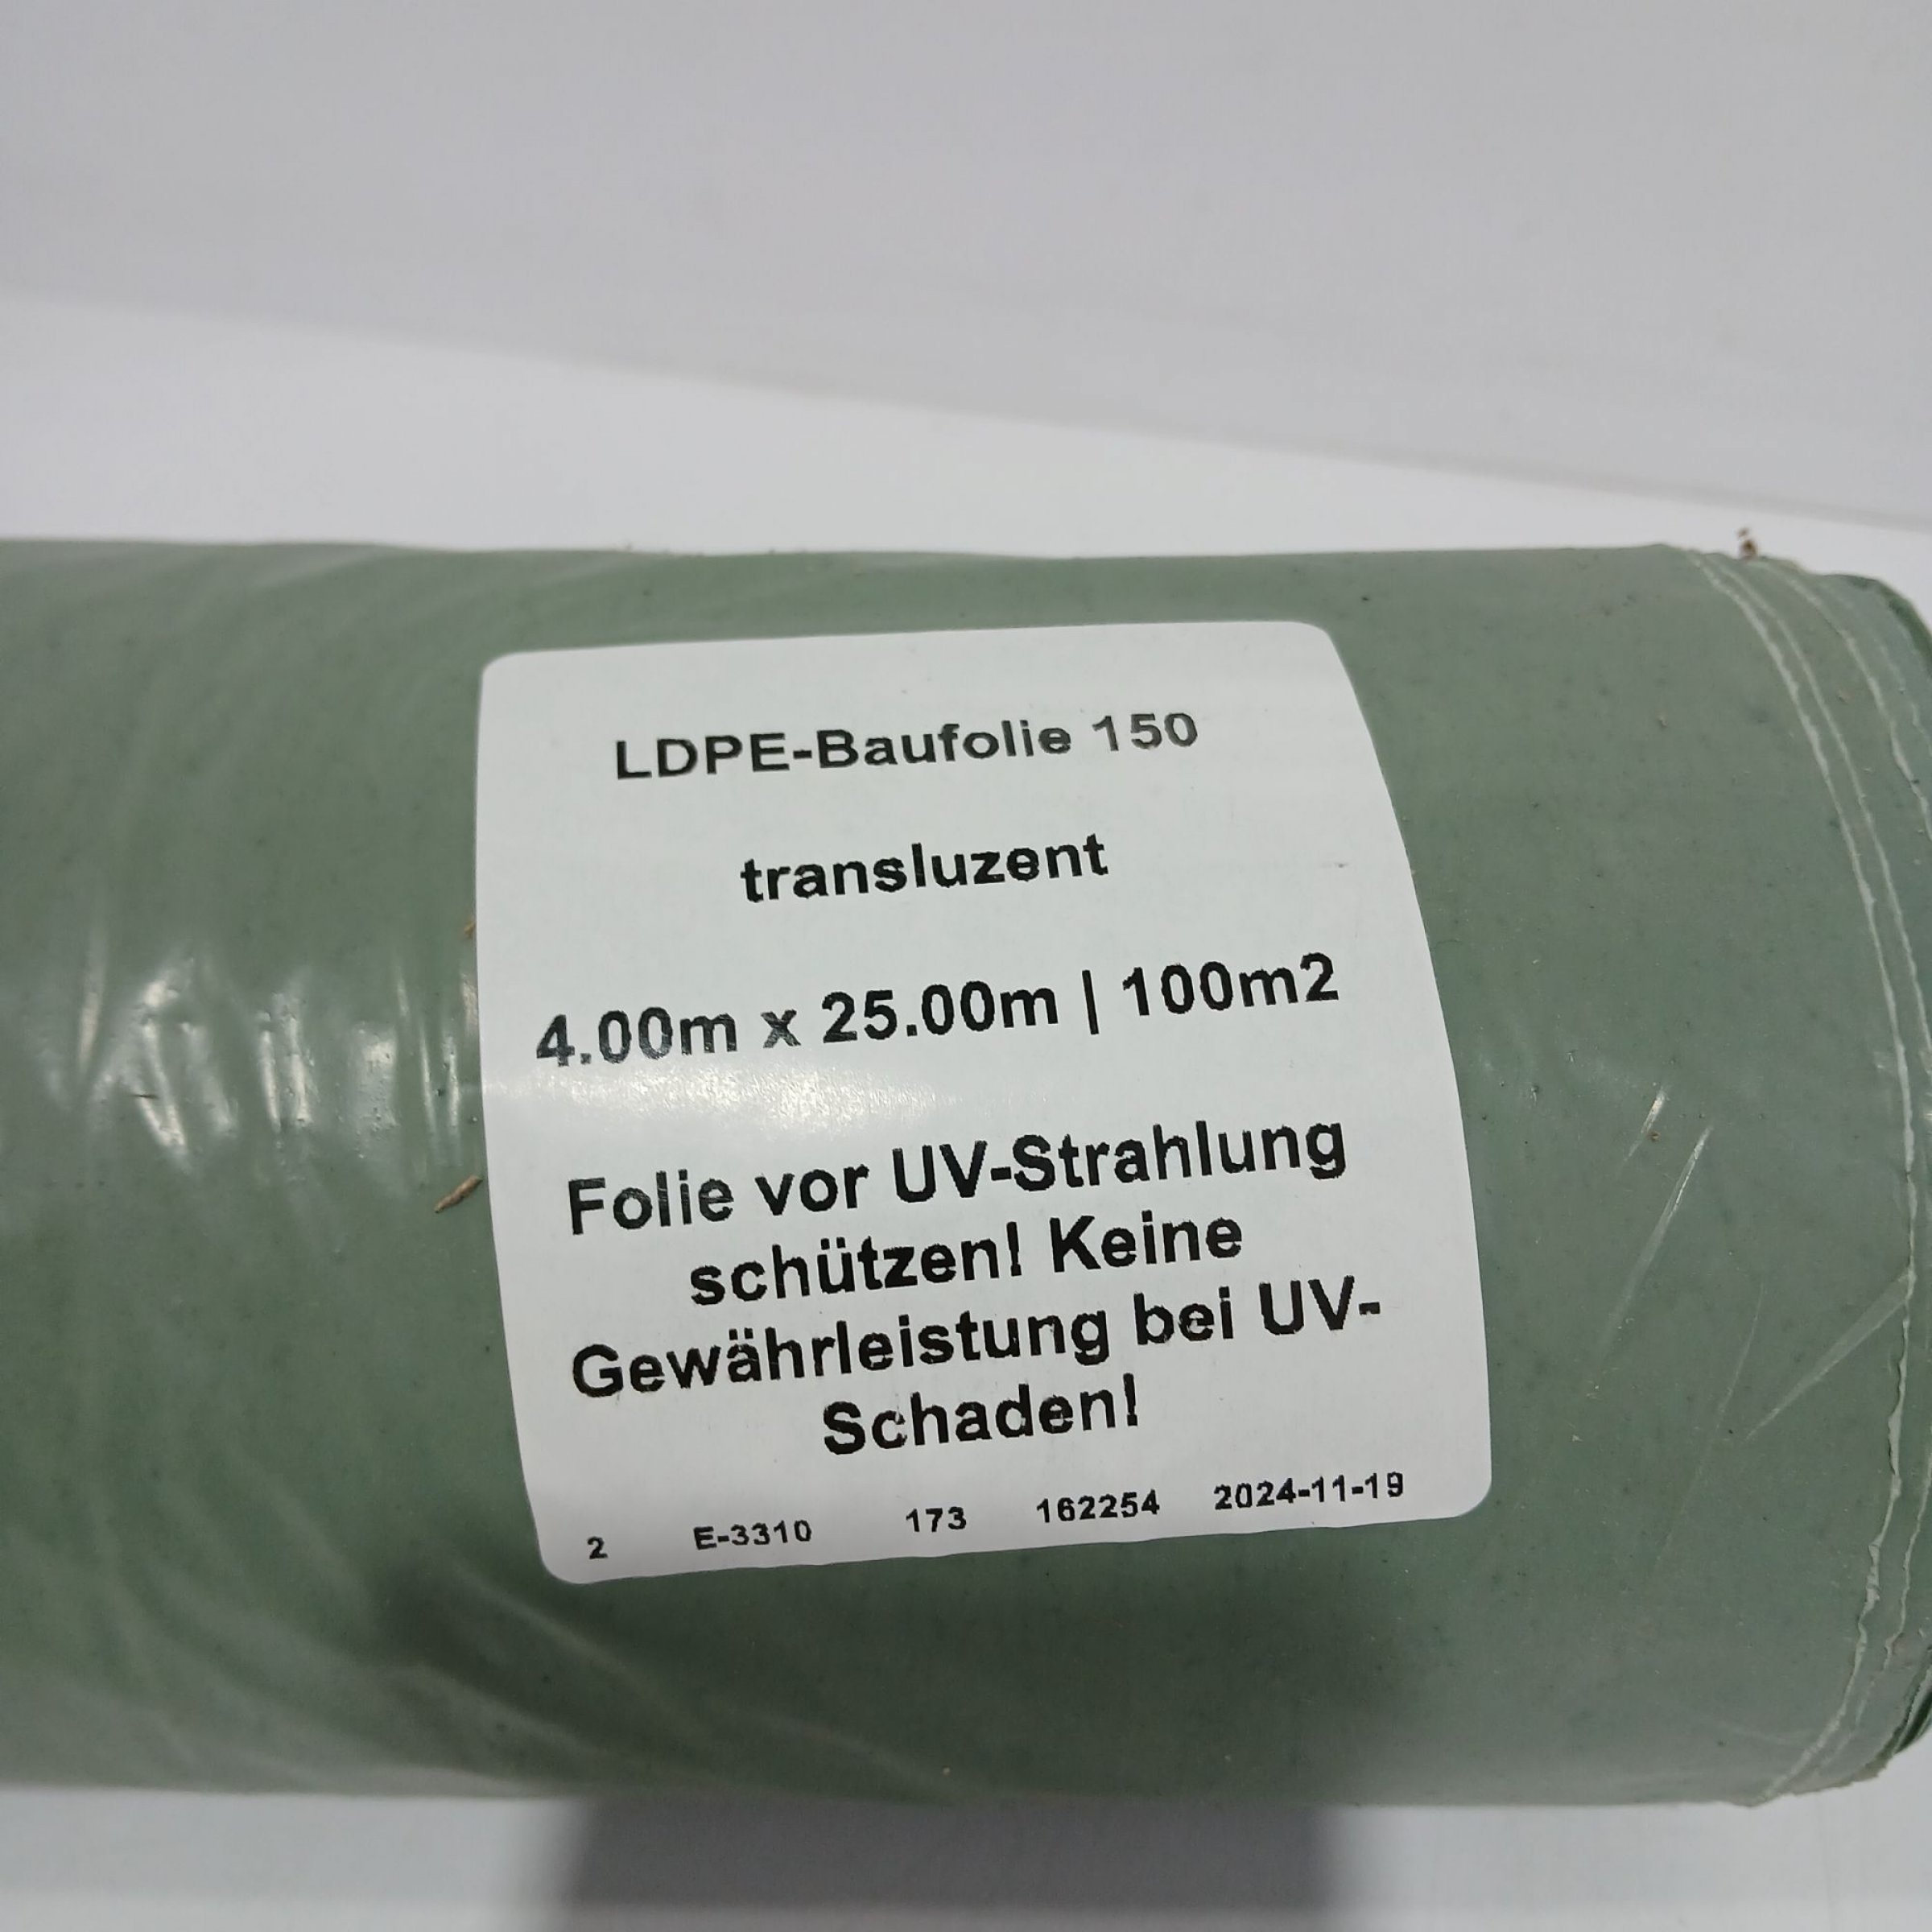 LDPE-Baufolie 150
transluzent
4.00m x 25.00m | 100m2
Folie vor UV-Strahlung
schützen! Keine
Gewährleistung bei UV-
Schaden!
2 E-3310 173 162254 2024-11-19